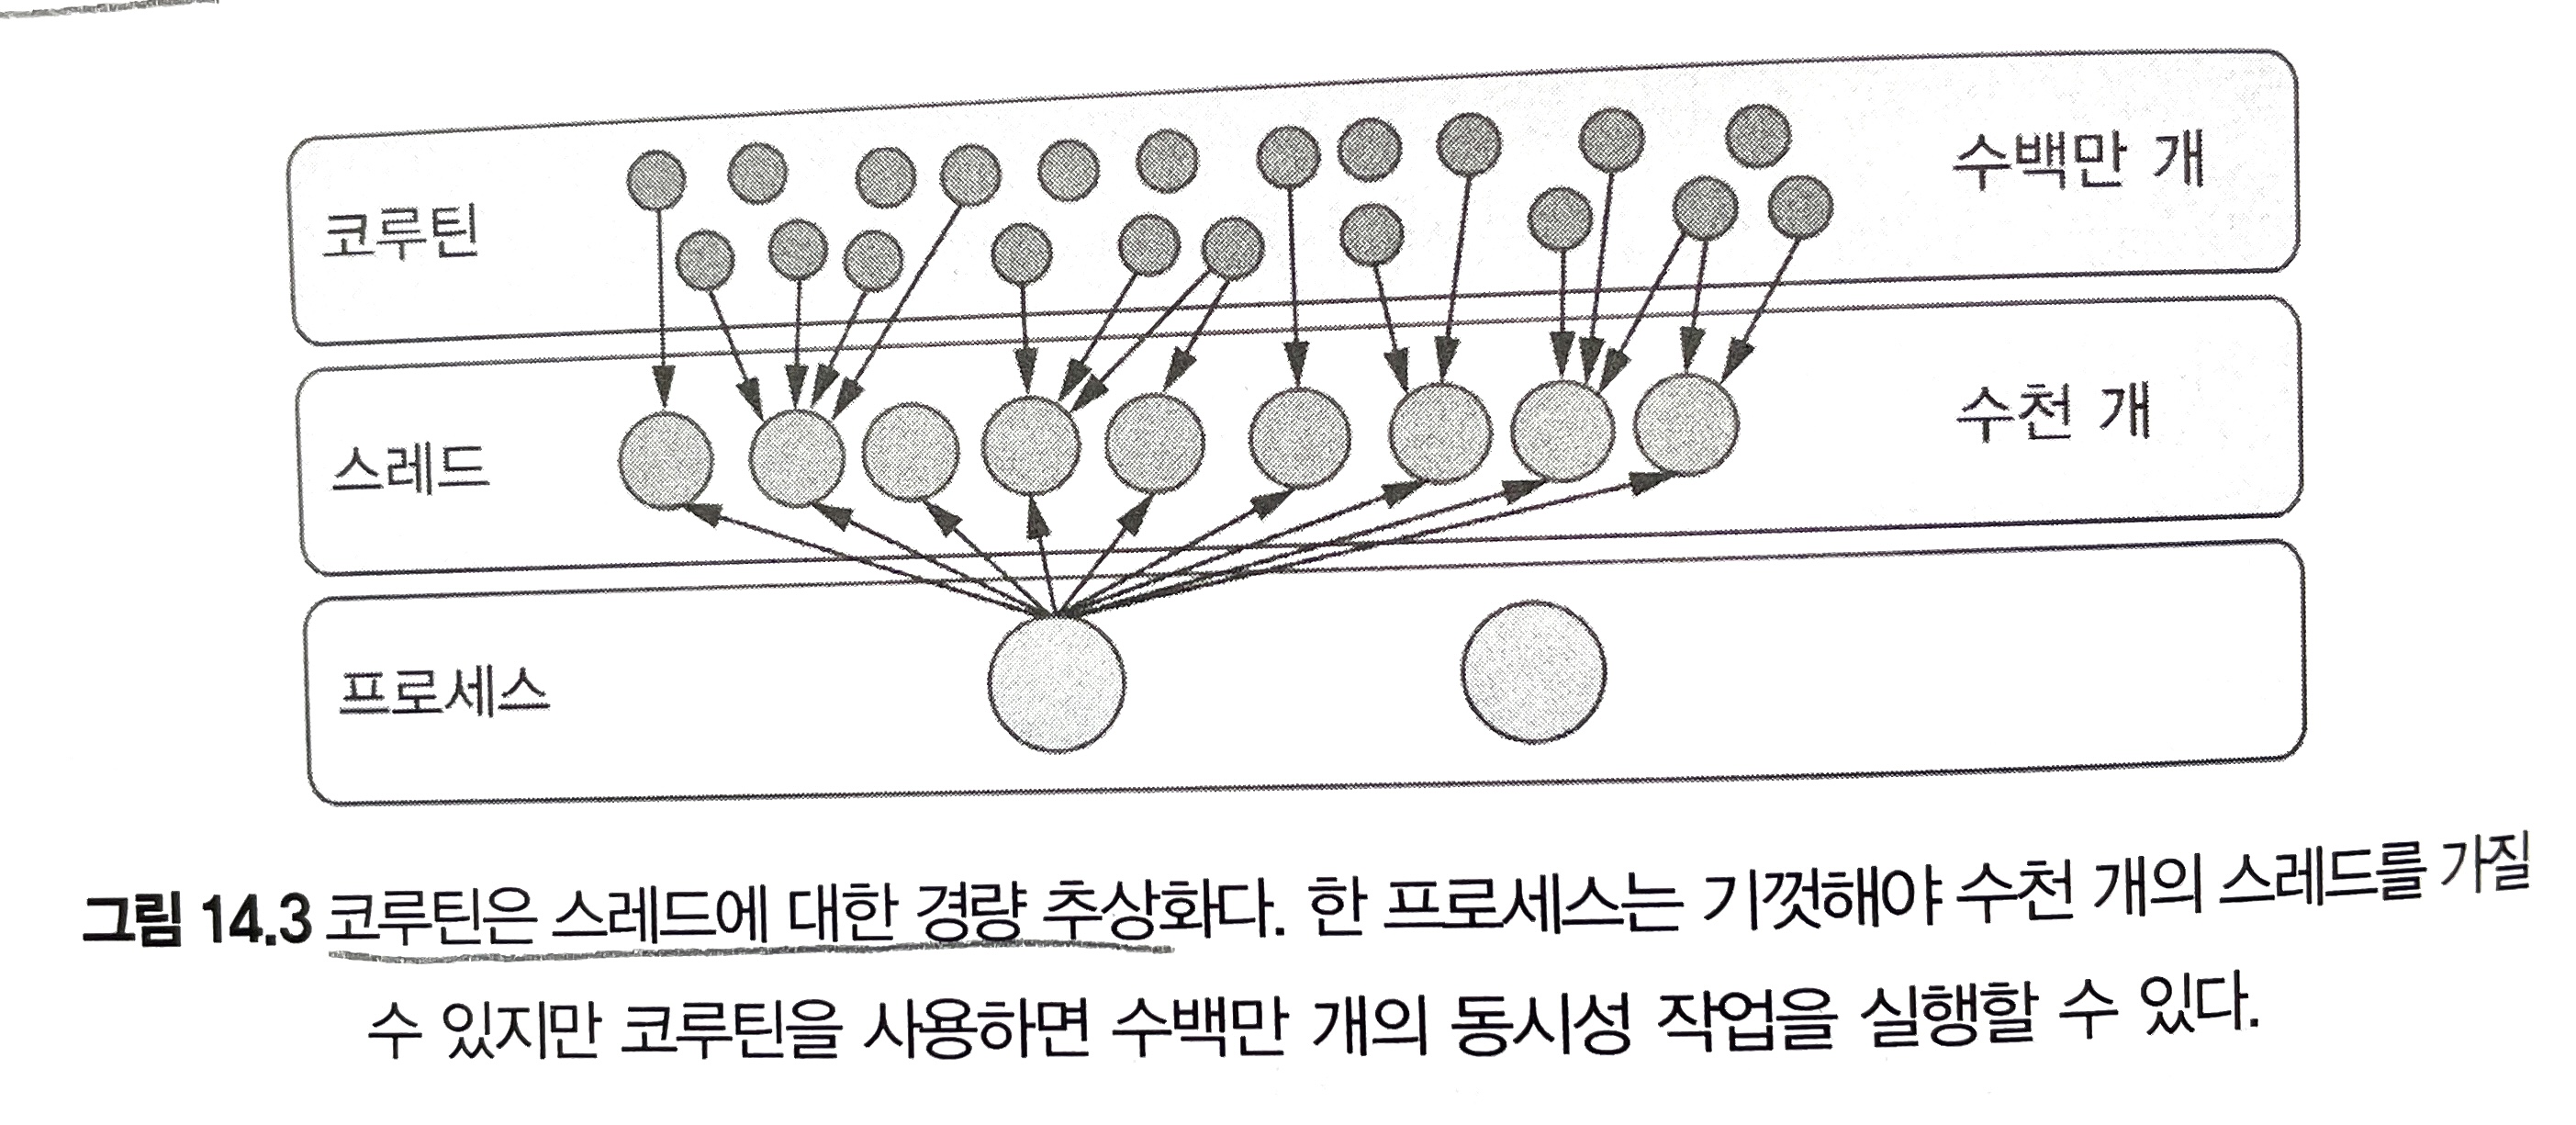 코루틴
수백만 개
스레드
수천 개
프로세스
그림 14.3 코루틴은 스레드에 대한 경량 추상화다. 한 프로세스는 기껏해야 수천 개의 스레드를 가질
수 있지만 코루틴을 사용하면 수백만 개의 동시성 작업을 실행할 수 있다.